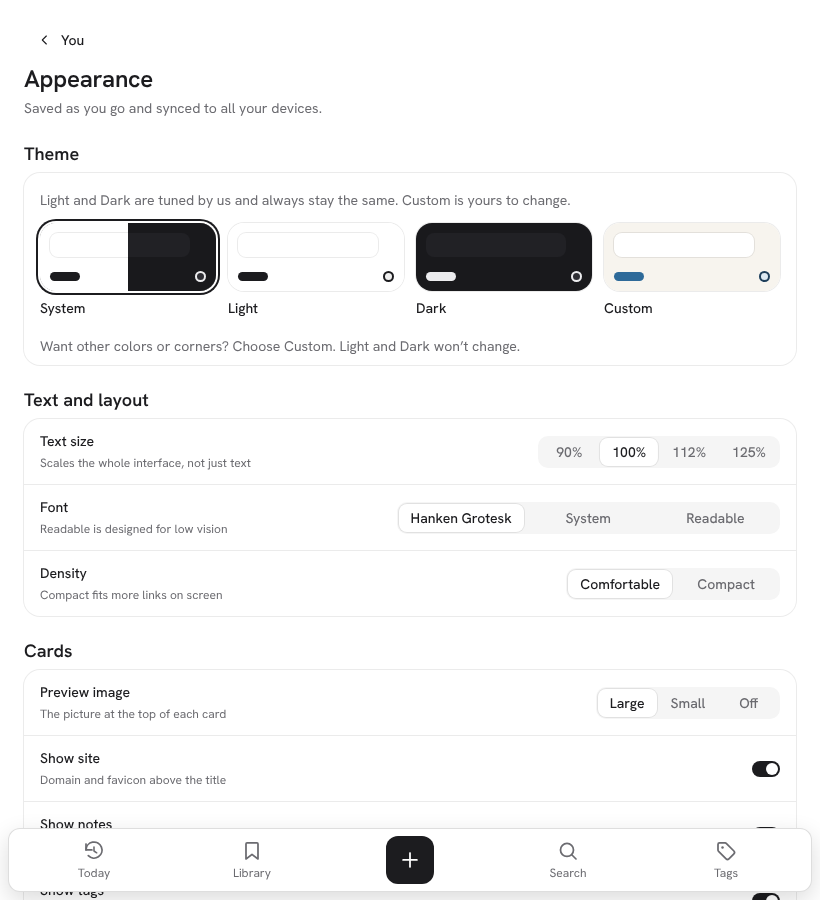 You
Appearance
Saved as you go and synced to all your devices.
Theme
Light and Dark are tuned by us and always stay the same. Custom is yours to change.
System
Light
Dark
Custom
Want other colors or corners? Choose Custom. Light and Dark won’t change.
Text and layout
Text size
Scales the whole interface, not just text
90%
100%
112%
125%
Font
Readable is designed for low vision
Hanken Grotesk
System
Readable
Density
Compact fits more links on screen
Comfortable
Compact
Cards
Preview image
The picture at the top of each card
Large
Small
Off
Show site
Domain and favicon above the title
Show notes
Today
Library
Search
Tags
Show tags